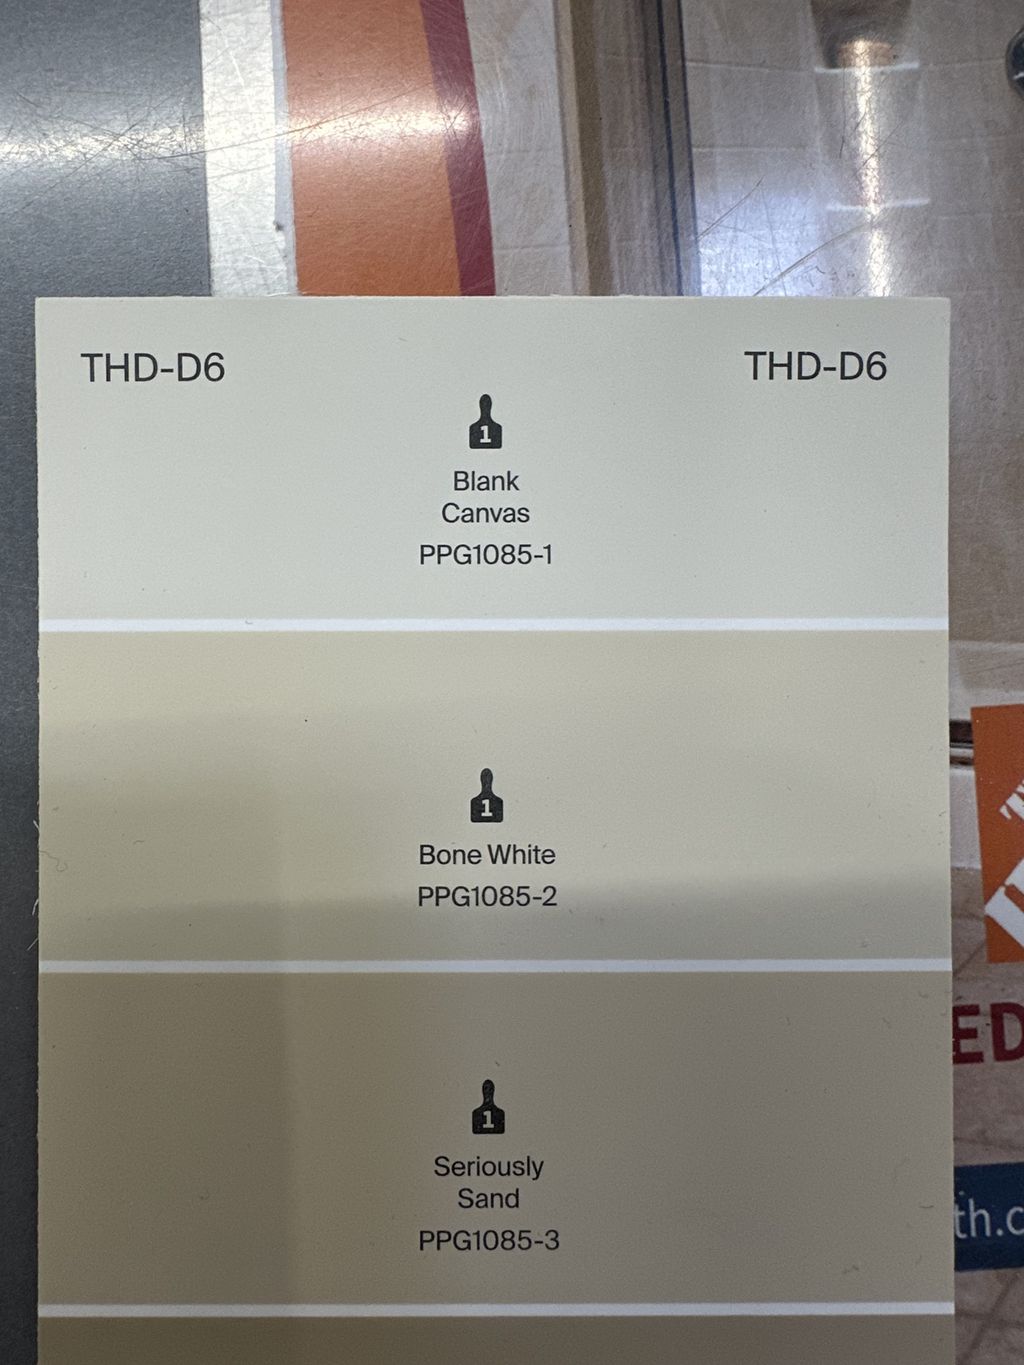 THD-D6 THD-D6
1
Blank
Canvas
PPG1085-1
1
Bone White
PPG1085-2
1
Seriously
Sand
PPG1085-3
th.c